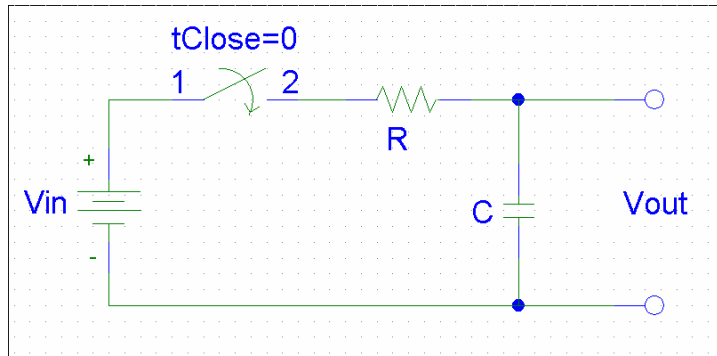 tClose=0
1 2
R
+
Vin
C
Vout
-